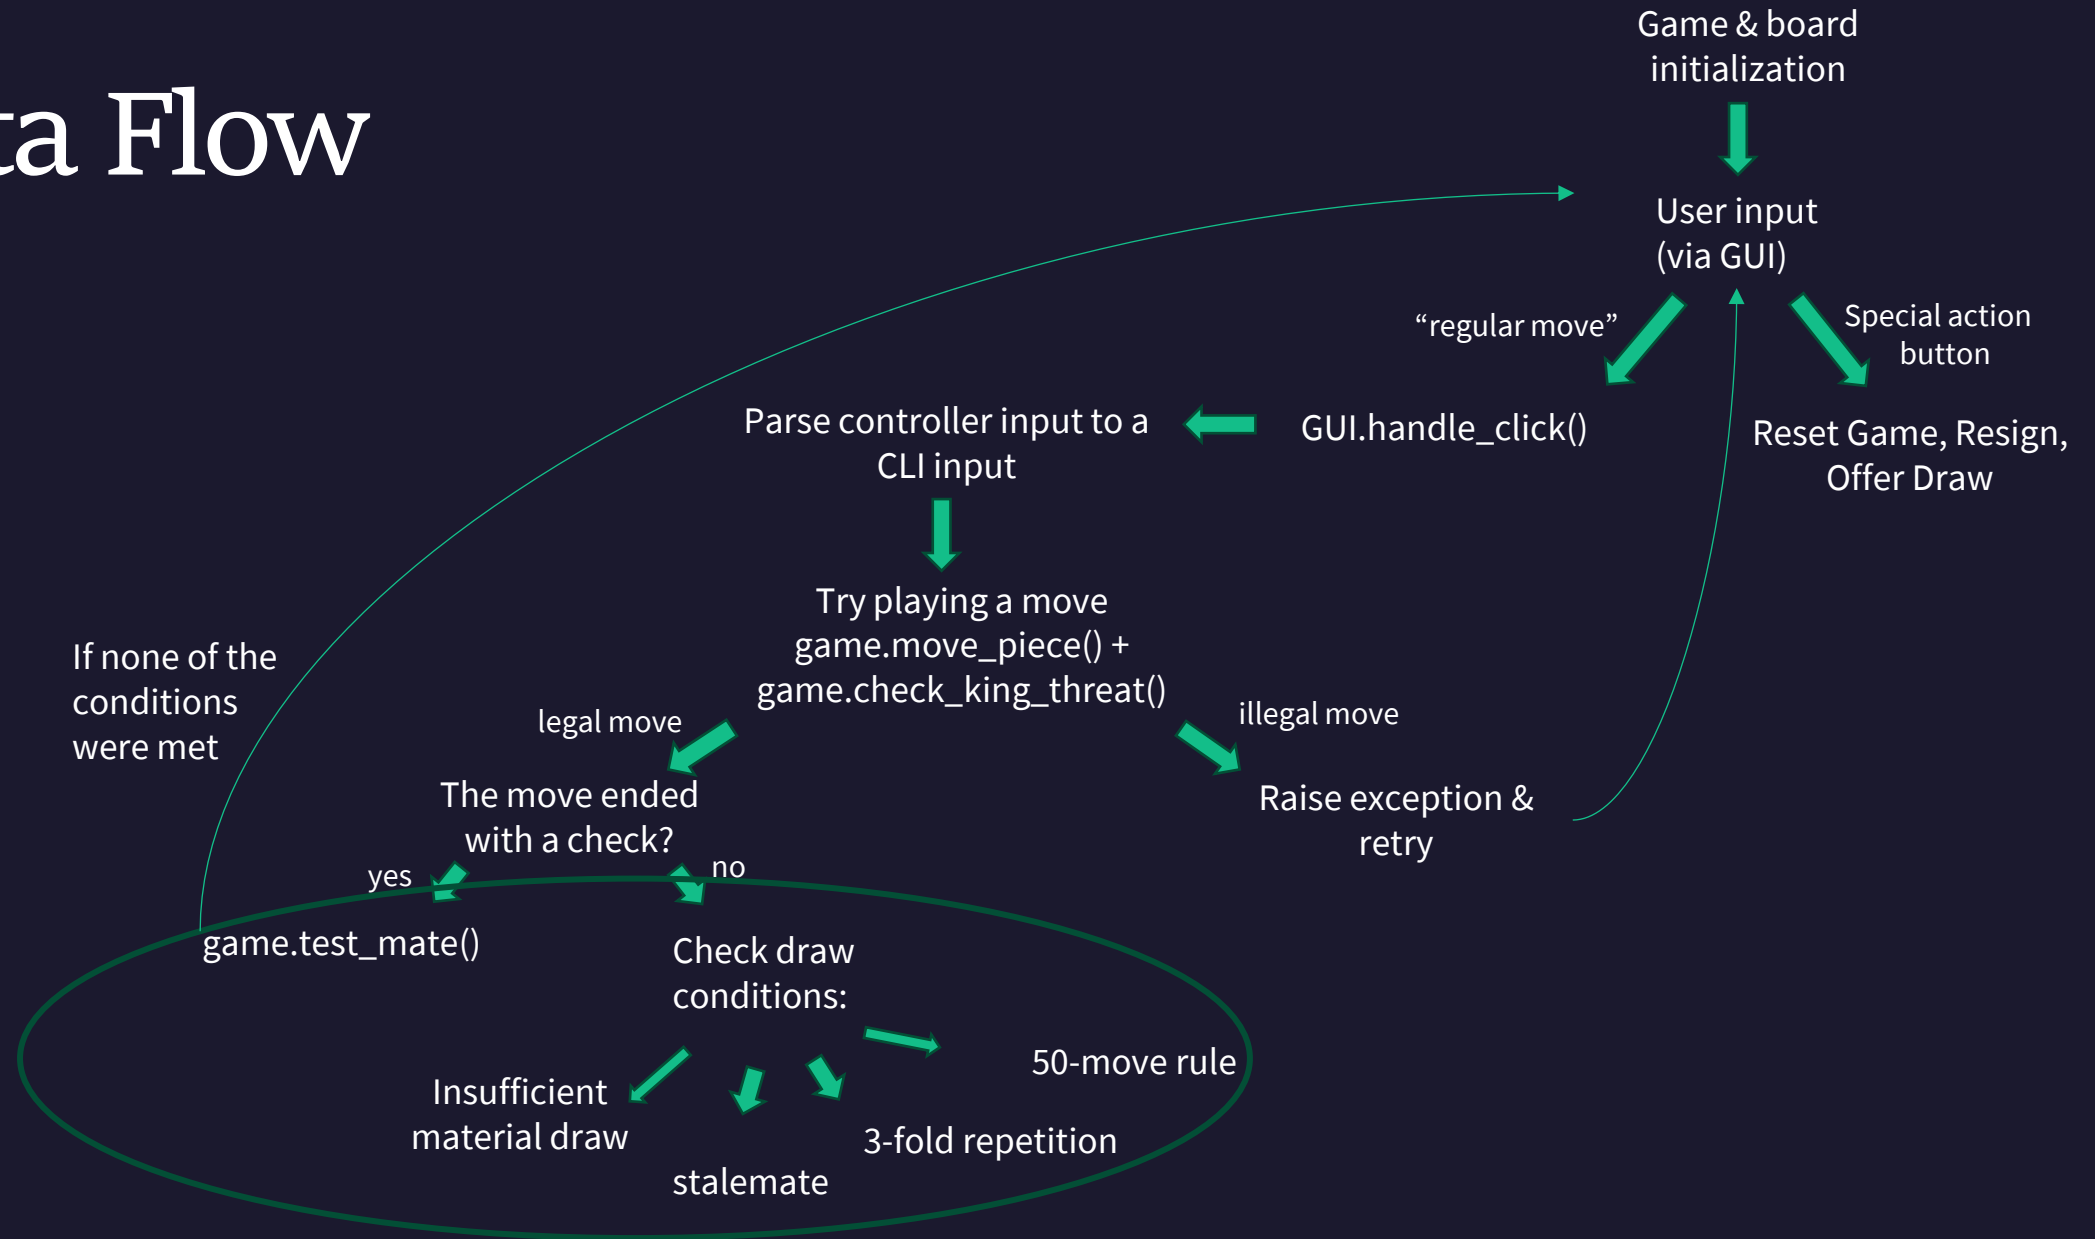 ta Flow
Game & board
initialization
User input
(via GUI)
“regular move”
Special action
button
Parse controller input to a
CLI input
GUI.handle_click()
Reset Game, Resign,
Offer Draw
Try playing a move
game.move_piece() +
game.check_king_threat()
If none of the
conditions
were met
legal move
illegal move
The move ended
with a check?
Raise exception &
retry
yes
no
game.test_mate()
Check draw
conditions:
50-move rule
Insufficient
material draw
3-fold repetition
stalemate